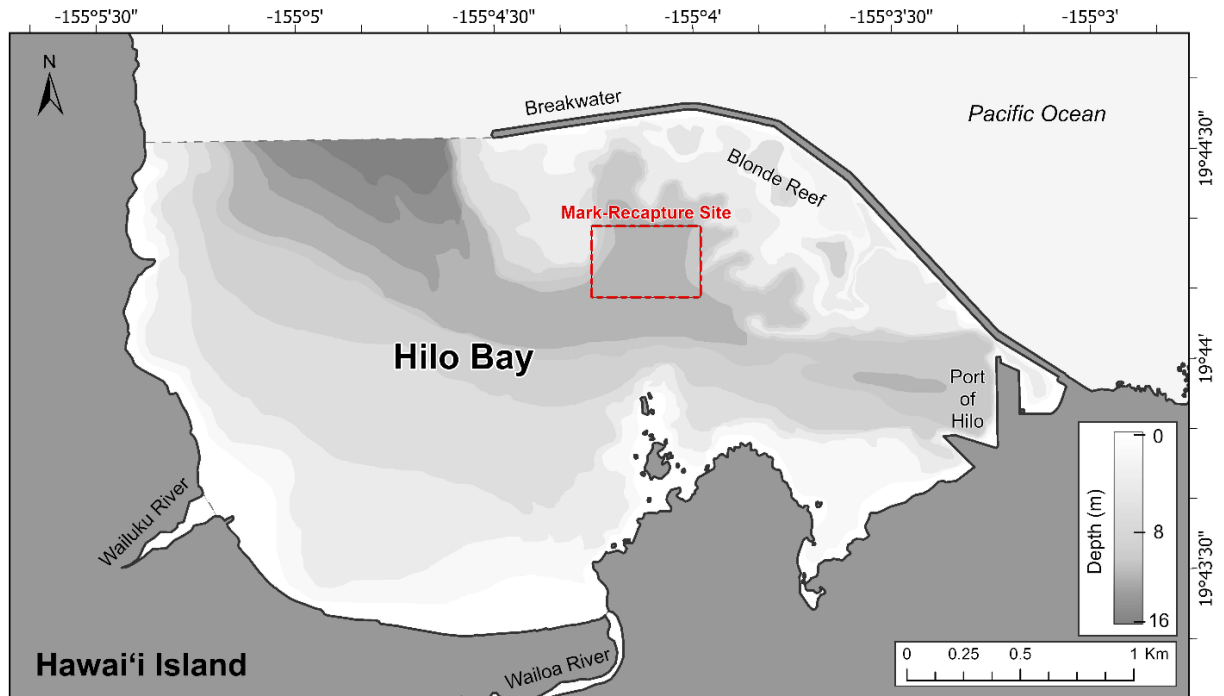 -155°5'30"
-155°5'
-155°4'30"
-155°4'
-155°3'30"
-155°3'
N
Breakwater
Pacific Ocean
19°44'30"
Blonde Reef
Mark-Recapture Site
Hilo Bay
19°44'
Port
of
Hilo
0
Depth (m)
8
16
Wailuku River
19°43'30"
Hawaiʻi Island
Wailoa River
0 0.25 0.5 1 Km